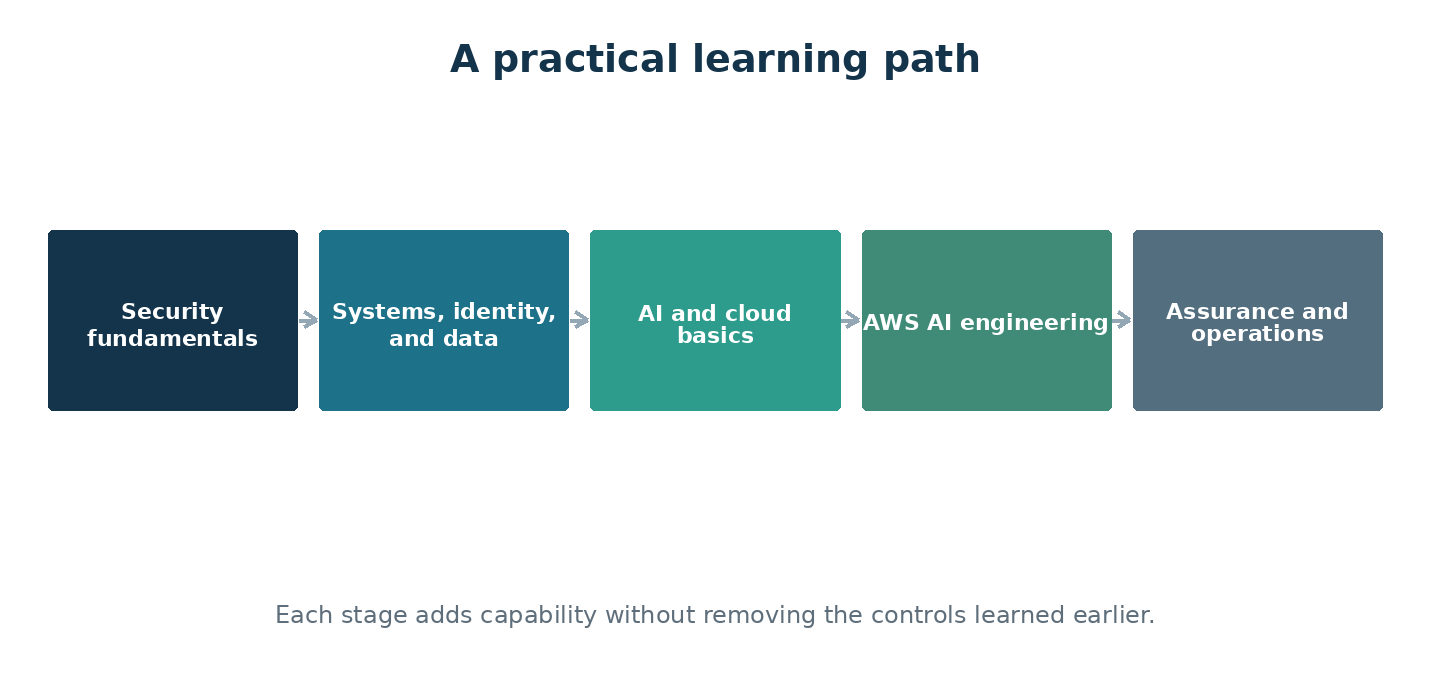 A practical learning path
Security
fundamentals
Systems, identity,
and data
AI and cloud
basics
AWS AI engineering
Assurance and
operations
Each stage adds capability without removing the controls learned earlier.